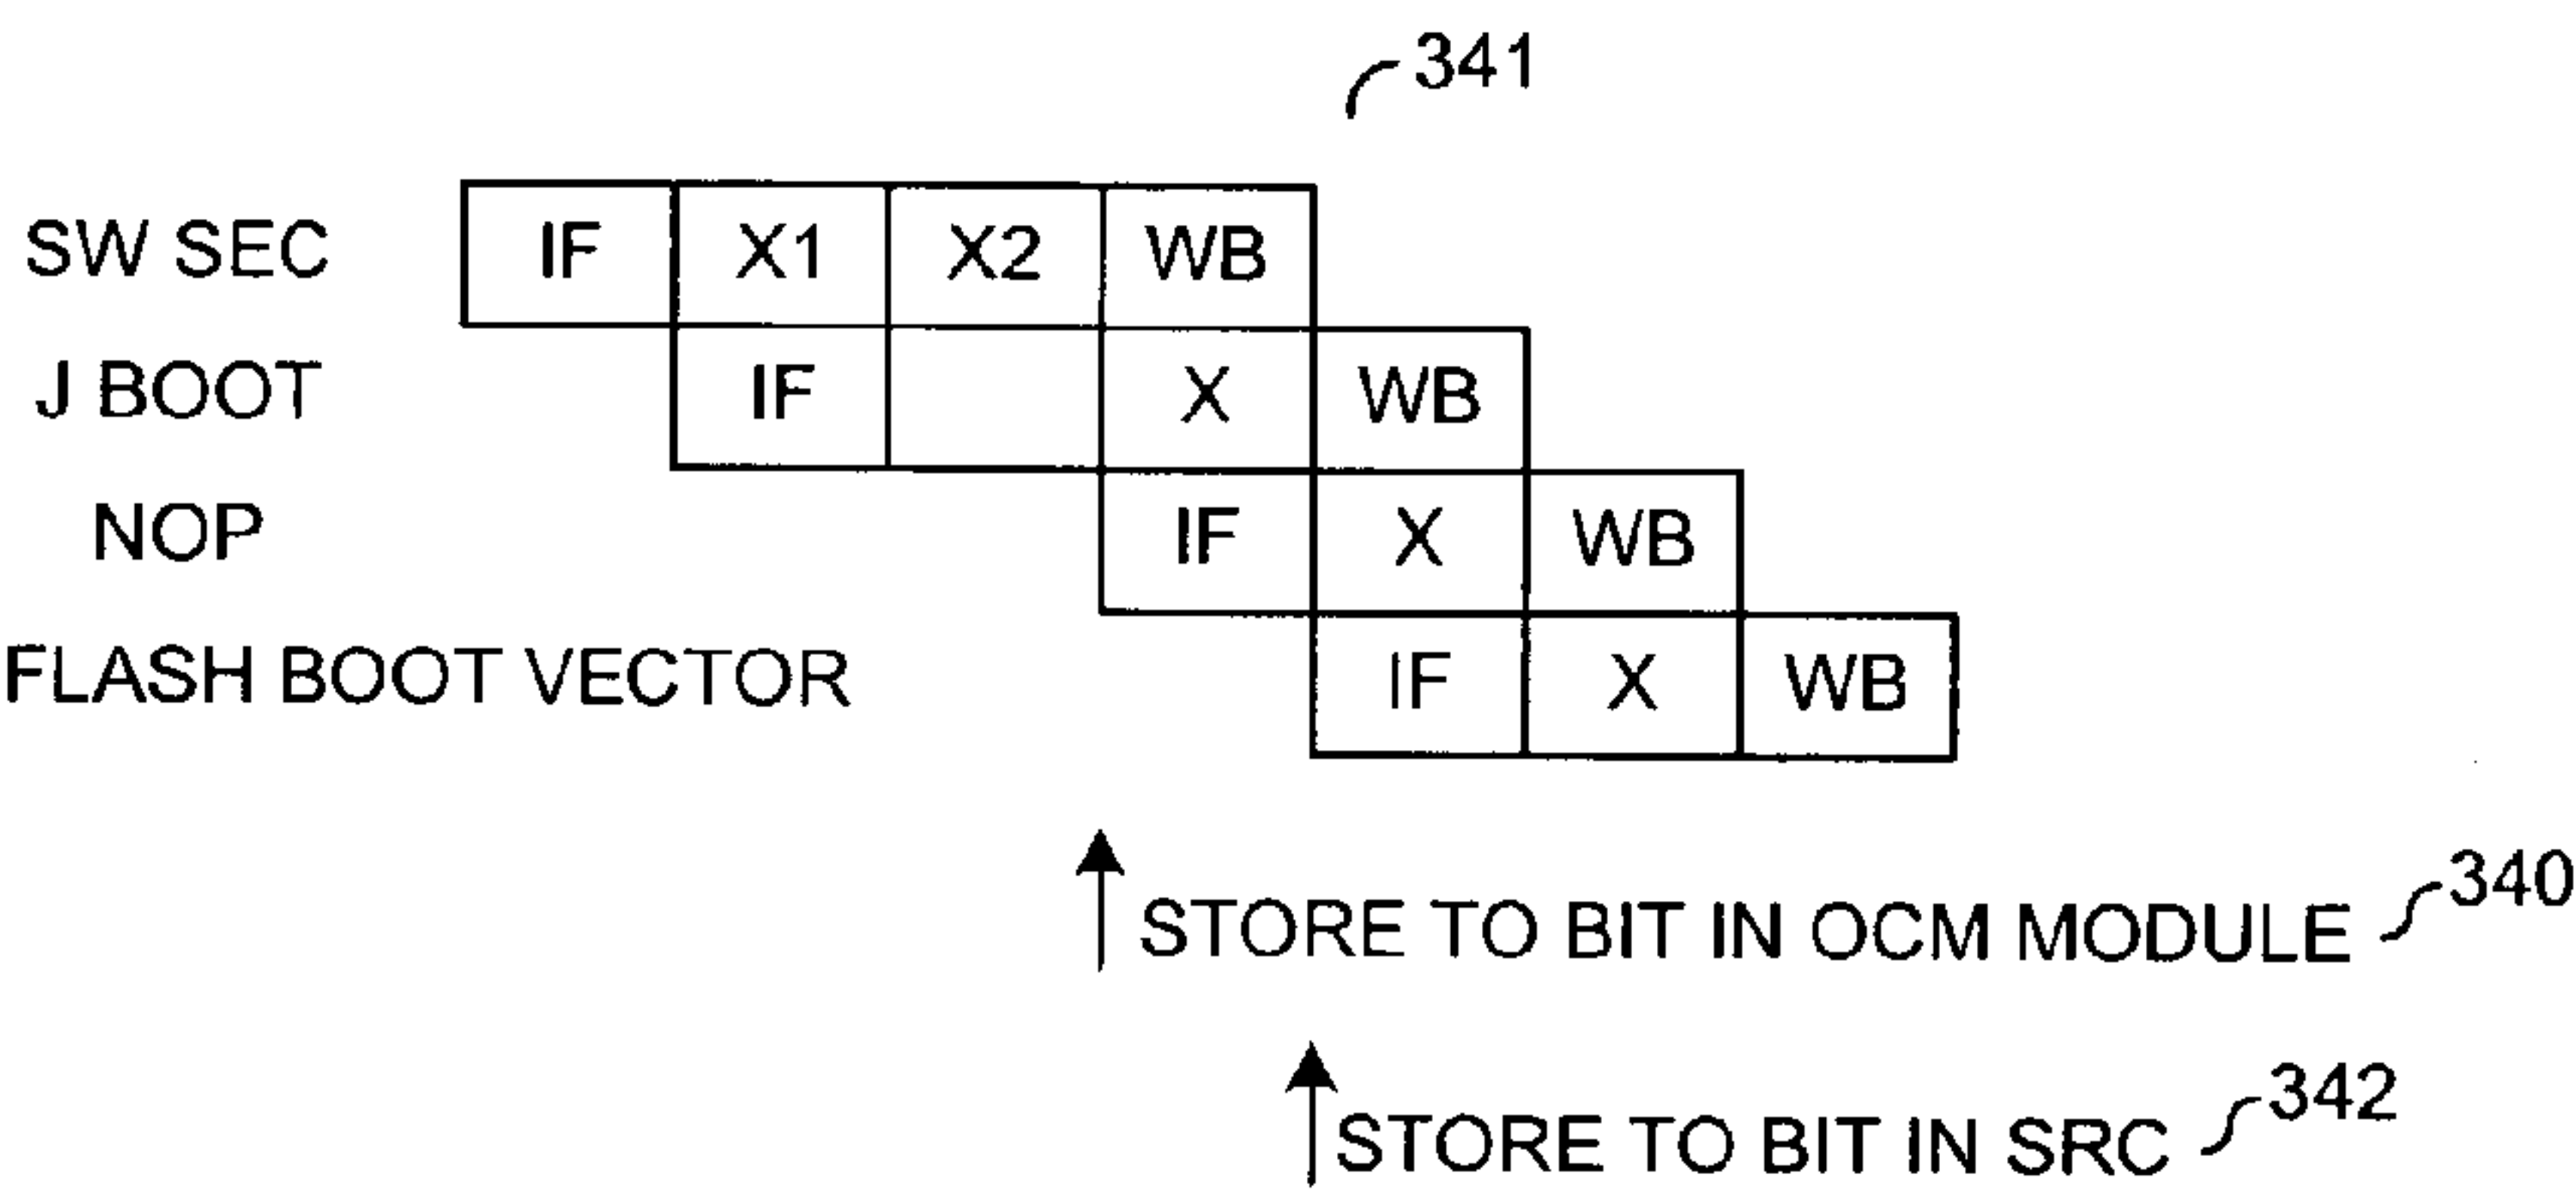 341
SW SEC IF X1 X2 WB
J BOOT IF X WB
NOP IF X WB
FLASH BOOT VECTOR IF X WB
STORE TO BIT IN OCM MODULE 340
STORE TO BIT IN SRC 342